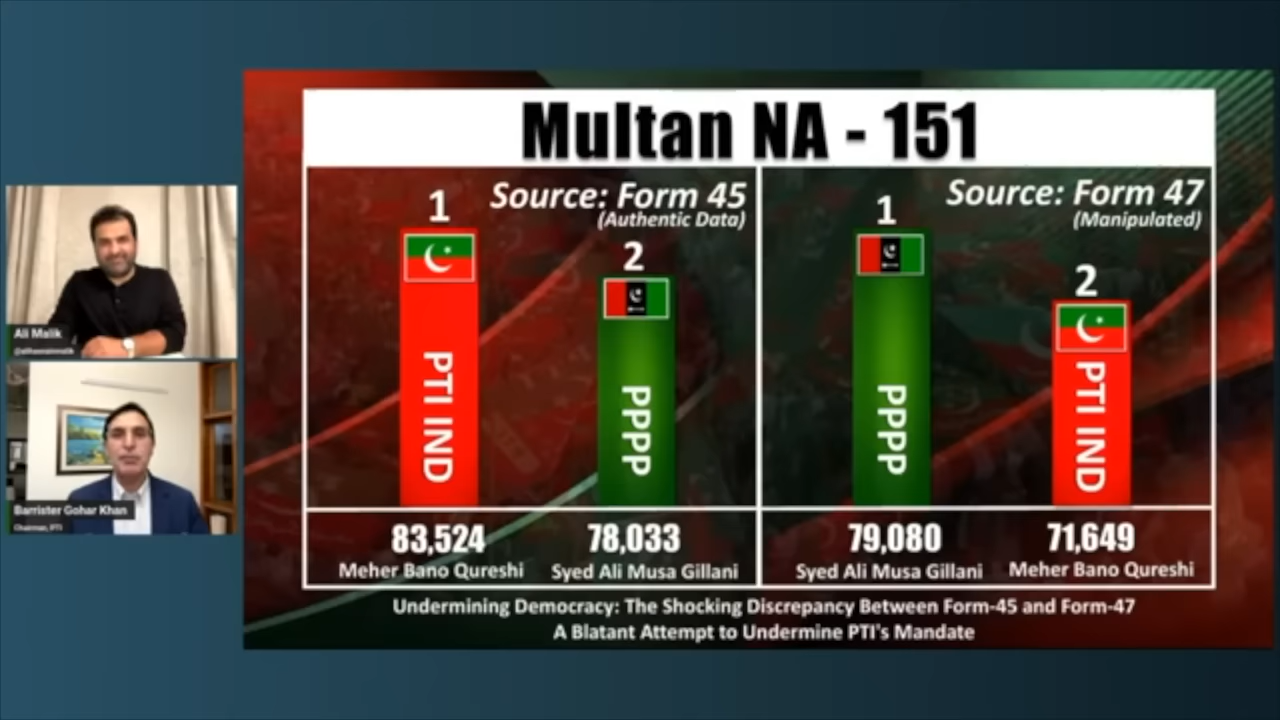 Multan NA - 151
1
Source: Form 45
(Authentic Data)
2
PTI IND
PPPP
83,524
78,033
Meher Bano Qureshi
Syed Ali Musa Gillani
1
Source: Form 47
(Manipulated)
2
PPPP
PTI IND
79,080
71,649
Syed Ali Musa Gillani
Meher Bano Qureshi
Undermining Democracy: The Shocking Discrepancy Between Form-45 and Form-47
A Blatant Attempt to Undermine PTI's Mandate
Ali Malik
Barrister Gohar Khan
Chairman, PTI